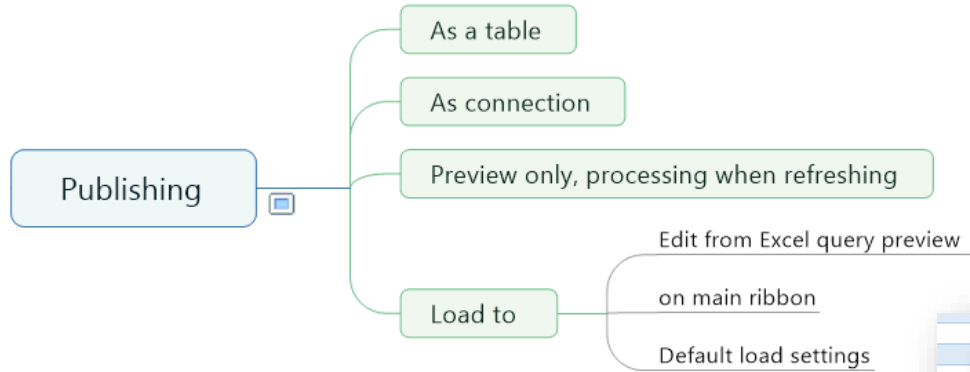 As a table
As connection
Publishing
Preview only, processing when refreshing
Edit from Excel query preview
on main ribbon
Load to
Default load settings